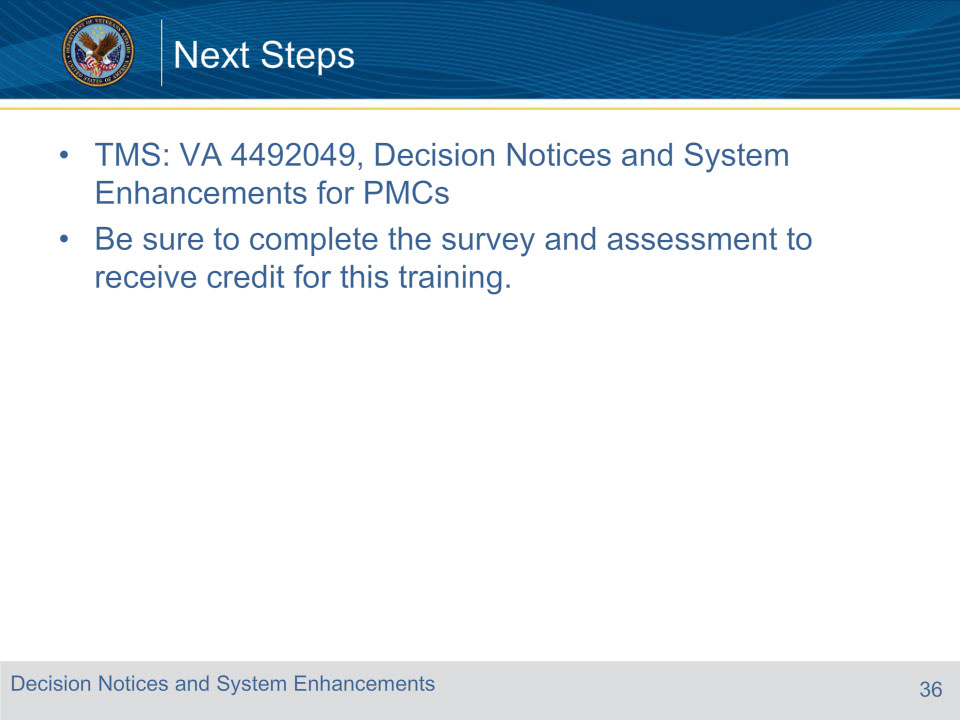 Next Steps
• TMS: VA 4492049, Decision Notices and System
Enhancements for PMCs
• Be sure to complete the survey and assessment to
receive credit for this training.
Decision Notices and System Enhancements
36